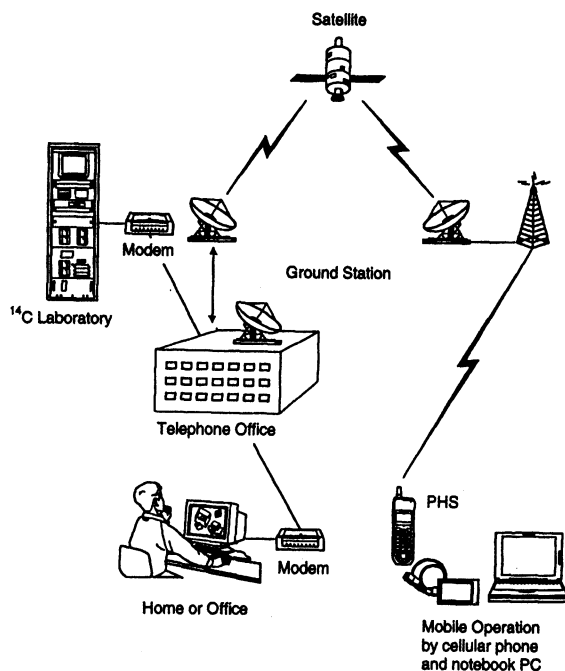 Satellite
Modem
Ground Station
¹⁴C Laboratory
Telephone Office
PHS
Modem
Home or Office
Mobile Operation
by cellular phone
and notebook PC